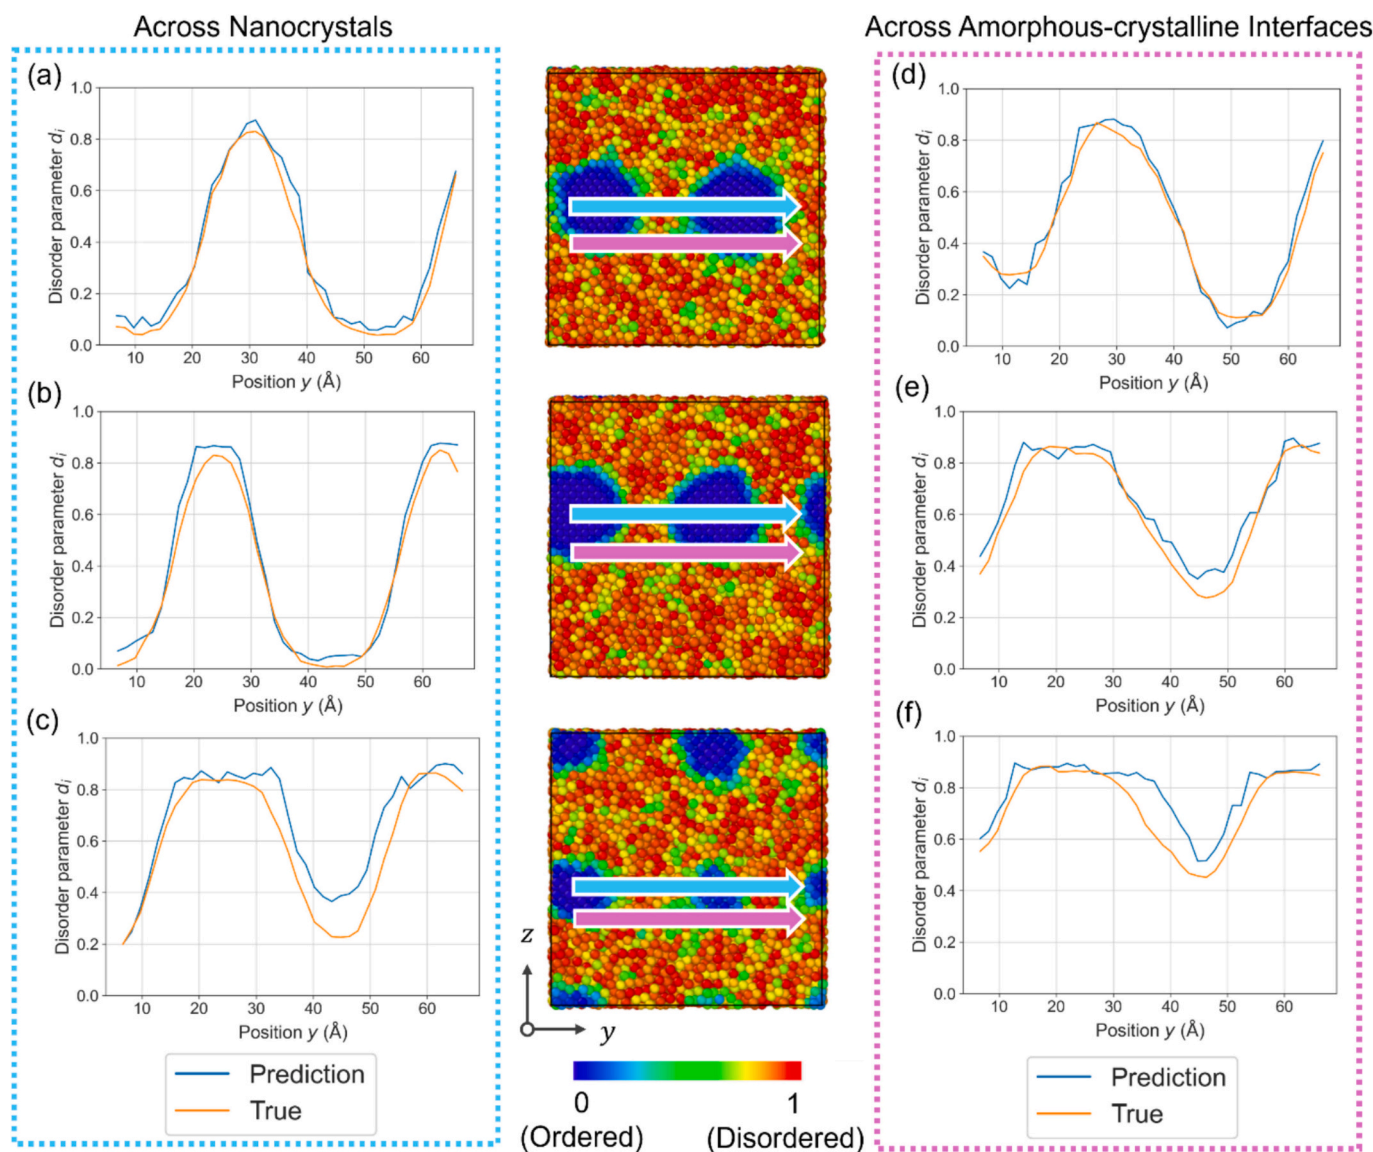 Across Nanocrystals
Across Amorphous-crystalline Interfaces
(a)
1.0
0.8
0.6
0.4
0.2
0.0
Disorder parameter di
10 20 30 40 50 60
Position y (Å)
(b)
1.0
0.8
0.6
0.4
0.2
0.0
Disorder parameter di
10 20 30 40 50 60
Position y (Å)
(c)
1.0
0.8
0.6
0.4
0.2
0.0
Disorder parameter di
10 20 30 40 50 60
Position y (Å)
Prediction
True
z
y
0 1
(Ordered) (Disordered)
(d)
1.0
0.8
0.6
0.4
0.2
0.0
Disorder parameter di
10 20 30 40 50 60
Position y (Å)
(e)
1.0
0.8
0.6
0.4
0.2
0.0
Disorder parameter di
10 20 30 40 50 60
Position y (Å)
(f)
1.0
0.8
0.6
0.4
0.2
0.0
Disorder parameter di
10 20 30 40 50 60
Position y (Å)
Prediction
True